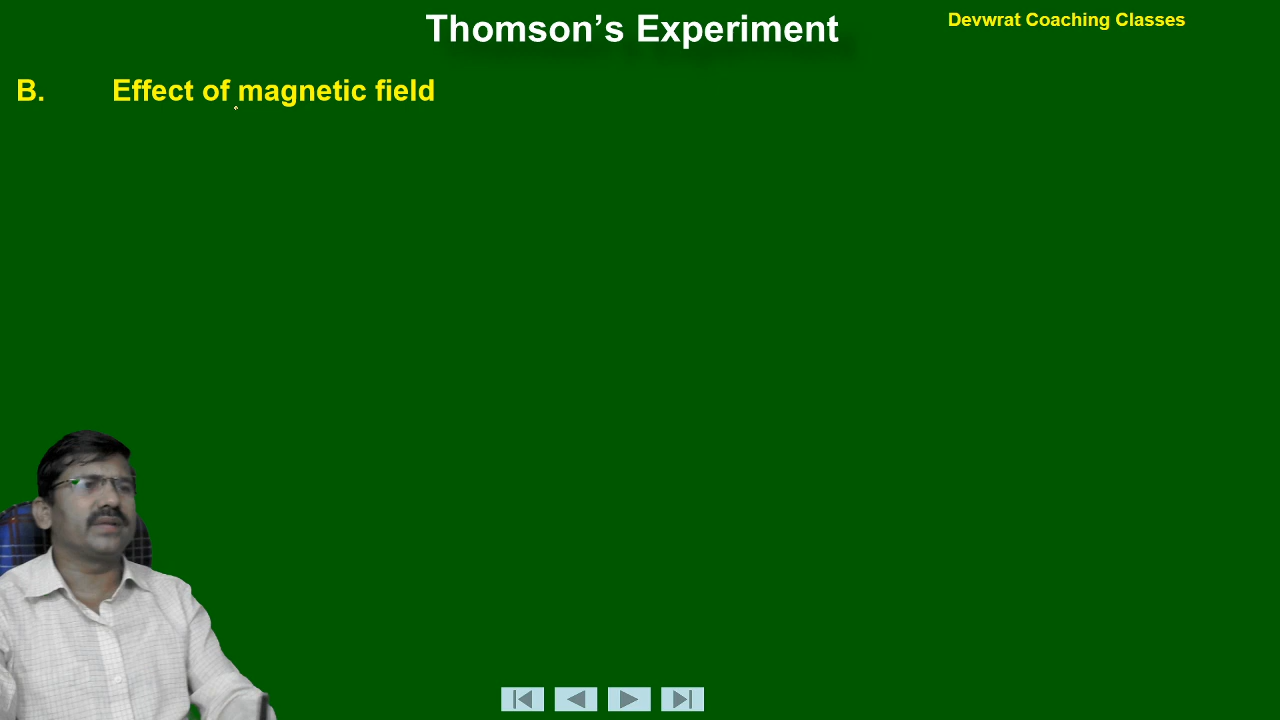 Thomson’s Experiment
Devwrat Coaching Classes
B. Effect of magnetic field